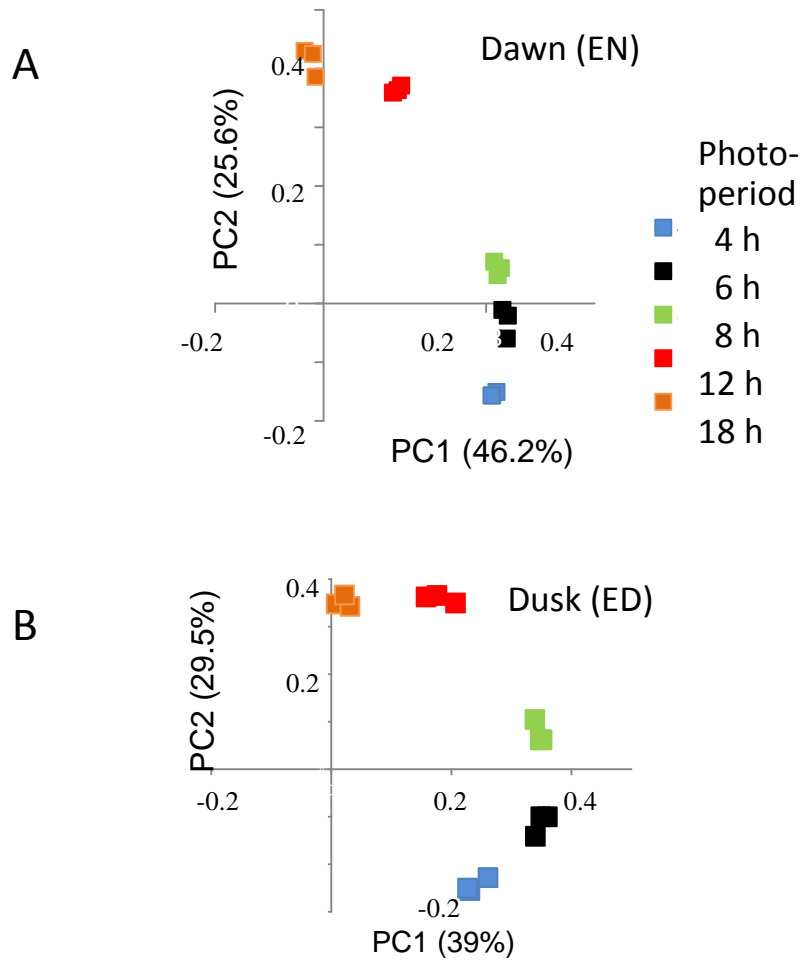 A
Dawn (EN)
PC2 (25.6%)
0.4
0.2
-0.2
0.2
0.4
-0.2
PC1 (46.2%)
Photo-
period
4 h
6 h
8 h
12 h
18 h
B
Dusk (ED)
PC2 (29.5%)
0.4
0.2
-0.2
0.2
0.4
-0.2
PC1 (39%)